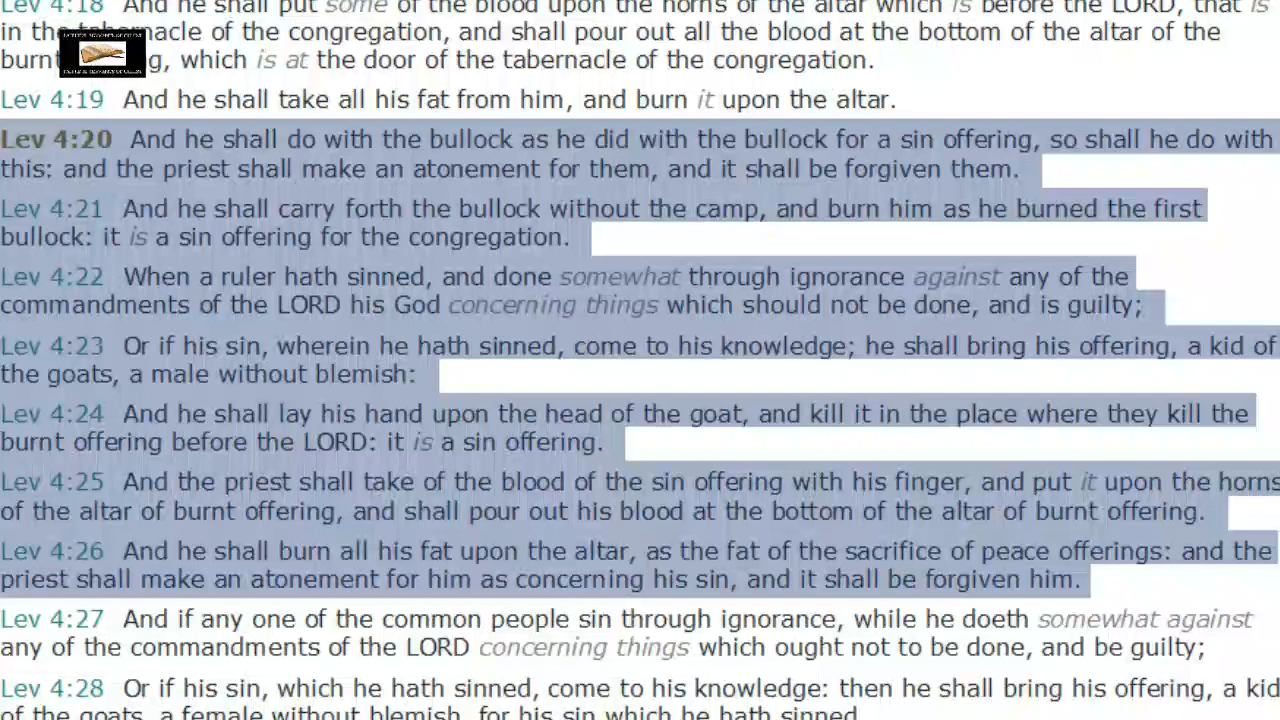 Lev 4:18 And he shall put some of the blood upon the horns of the altar which is before the LORD, that is
in the tabernacle of the congregation, and shall pour out all the blood at the bottom of the altar of the
burnt g, which is at the door of the tabernacle of the congregation.
Lev 4:19 And he shall take all his fat from him, and burn it upon the altar.
Lev 4:20 And he shall do with the bullock as he did with the bullock for a sin offering, so shall he do with
this: and the priest shall make an atonement for them, and it shall be forgiven them.
Lev 4:21 And he shall carry forth the bullock without the camp, and burn him as he burned the first
bullock: it is a sin offering for the congregation.
Lev 4:22 When a ruler hath sinned, and done somewhat through ignorance against any of the
commandments of the LORD his God concerning things which should not be done, and is guilty;
Lev 4:23 Or if his sin, wherein he hath sinned, come to his knowledge; he shall bring his offering, a kid of
the goats, a male without blemish:
Lev 4:24 And he shall lay his hand upon the head of the goat, and kill it in the place where they kill the
burnt offering before the LORD: it is a sin offering.
Lev 4:25 And the priest shall take of the blood of the sin offering with his finger, and put it upon the horns
of the altar of burnt offering, and shall pour out his blood at the bottom of the altar of burnt offering.
Lev 4:26 And he shall burn all his fat upon the altar, as the fat of the sacrifice of peace offerings: and the
priest shall make an atonement for him as concerning his sin, and it shall be forgiven him.
Lev 4:27 And if any one of the common people sin through ignorance, while he doeth somewhat against
any of the commandments of the LORD concerning things which ought not to be done, and be guilty;
Lev 4:28 Or if his sin, which he hath sinned, come to his knowledge: then he shall bring his offering, a kid
of the goats, a female without blemish, for his sin which he hath sinned.